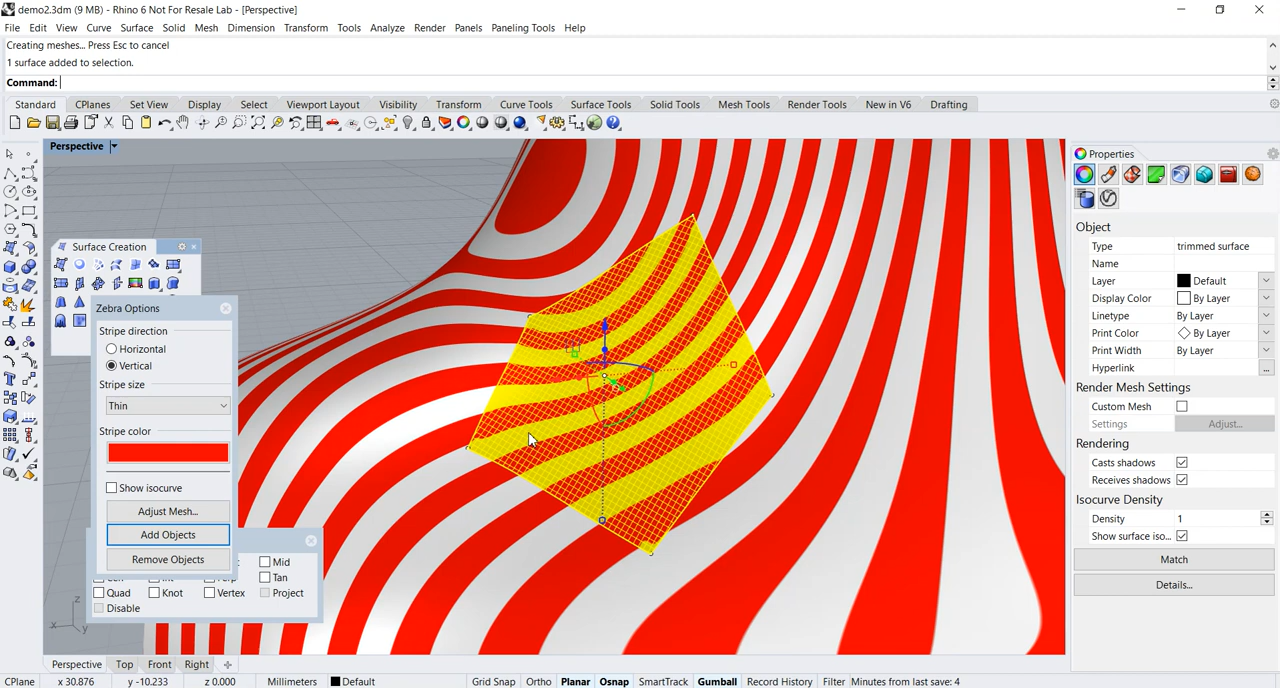 demo2.3dm (9 MB) - Rhino 6 Not For Resale Lab - [Perspective]
File Edit View Curve Surface Solid Mesh Dimension Transform Tools Analyze Render Panels Paneling Tools Help
Creating meshes... Press Esc to cancel
1 surface added to selection.
Command:
Standard CPlanes Set View Display Select Viewport Layout Visibility Transform Curve Tools Surface Tools Solid Tools Mesh Tools Render Tools New in V6 Drafting
Perspective
Surface Creation
Zebra Options
Stripe direction
Horizontal
Vertical
Stripe size
Thin
Stripe color
Show isocurve
Adjust Mesh...
Add Objects
Remove Objects
Mid
Tan
Quad Knot Vertex Project
Disable
z
x
y
Properties
Object
Type trimmed surface
Name
Layer Default
Display Color By Layer
Linetype By Layer
Print Color By Layer
Print Width By Layer
Hyperlink ...
Render Mesh Settings
Custom Mesh
Settings Adjust...
Rendering
Casts shadows
Receives shadows
Isocurve Density
Density 1
Show surface iso...
Match
Details...
Perspective Top Front Right
CPlane x 30.876 y -10.233 z 0.000 Millimeters Default Grid Snap Ortho Planar Osnap SmartTrack Gumball Record History Filter Minutes from last save: 4